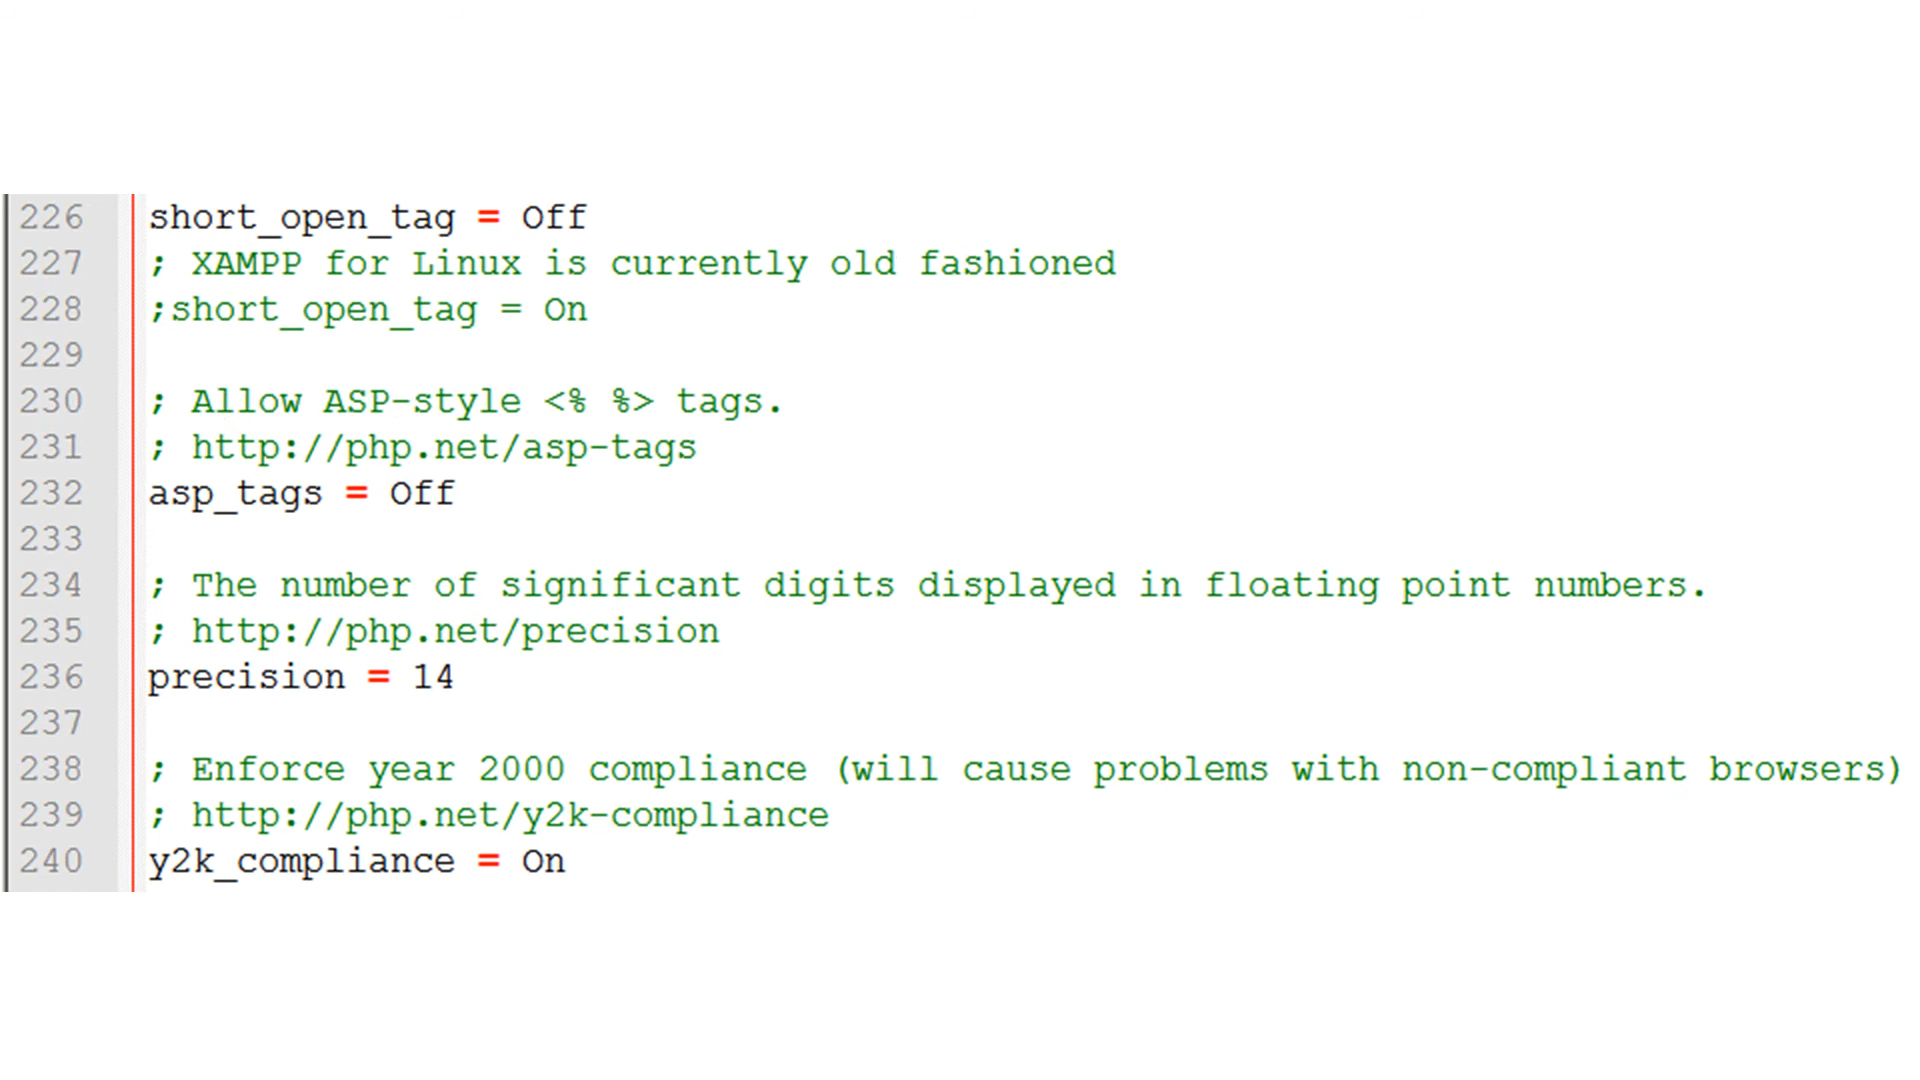 226 short_open_tag = Off
227 ; XAMPP for Linux is currently old fashioned
228 ;short_open_tag = On
229
230 ; Allow ASP-style <% %> tags.
231 ; http://php.net/asp-tags
232 asp_tags = Off
233
234 ; The number of significant digits displayed in floating point numbers.
235 ; http://php.net/precision
236 precision = 14
237
238 ; Enforce year 2000 compliance (will cause problems with non-compliant browsers)
239 ; http://php.net/y2k-compliance
240 y2k_compliance = On